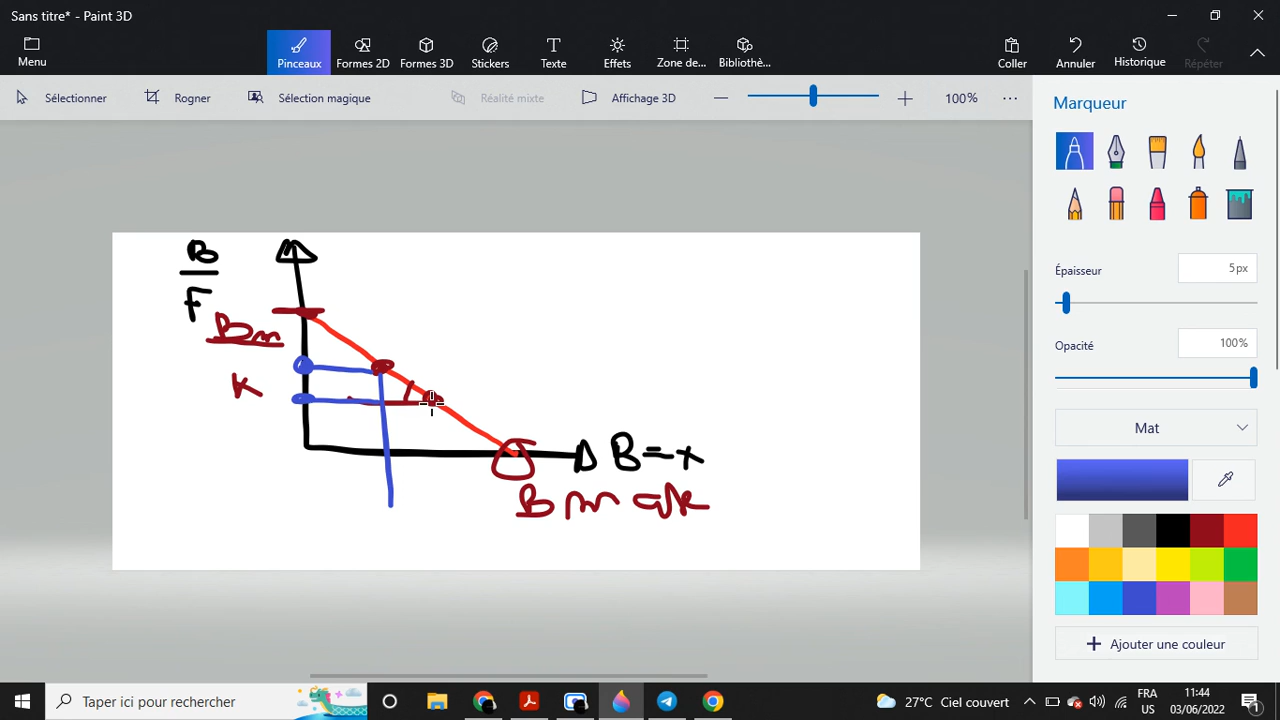 Sans titre* - Paint 3D
Menu
Pinceaux
Formes 2D
Formes 3D
Stickers
Texte
Effets
Zone de...
Bibliothè...
Coller
Annuler
Historique
Répéter
Sélectionner
Rogner
Sélection magique
Réalité mixte
Affichage 3D
100%
Marqueur
Épaisseur
5px
Opacité
100%
Mat
Ajouter une couleur
B
F
Bm
K
B=x
B max
Taper ici pour rechercher
27°C Ciel couvert
FRA
11:44
03/06/2022
1